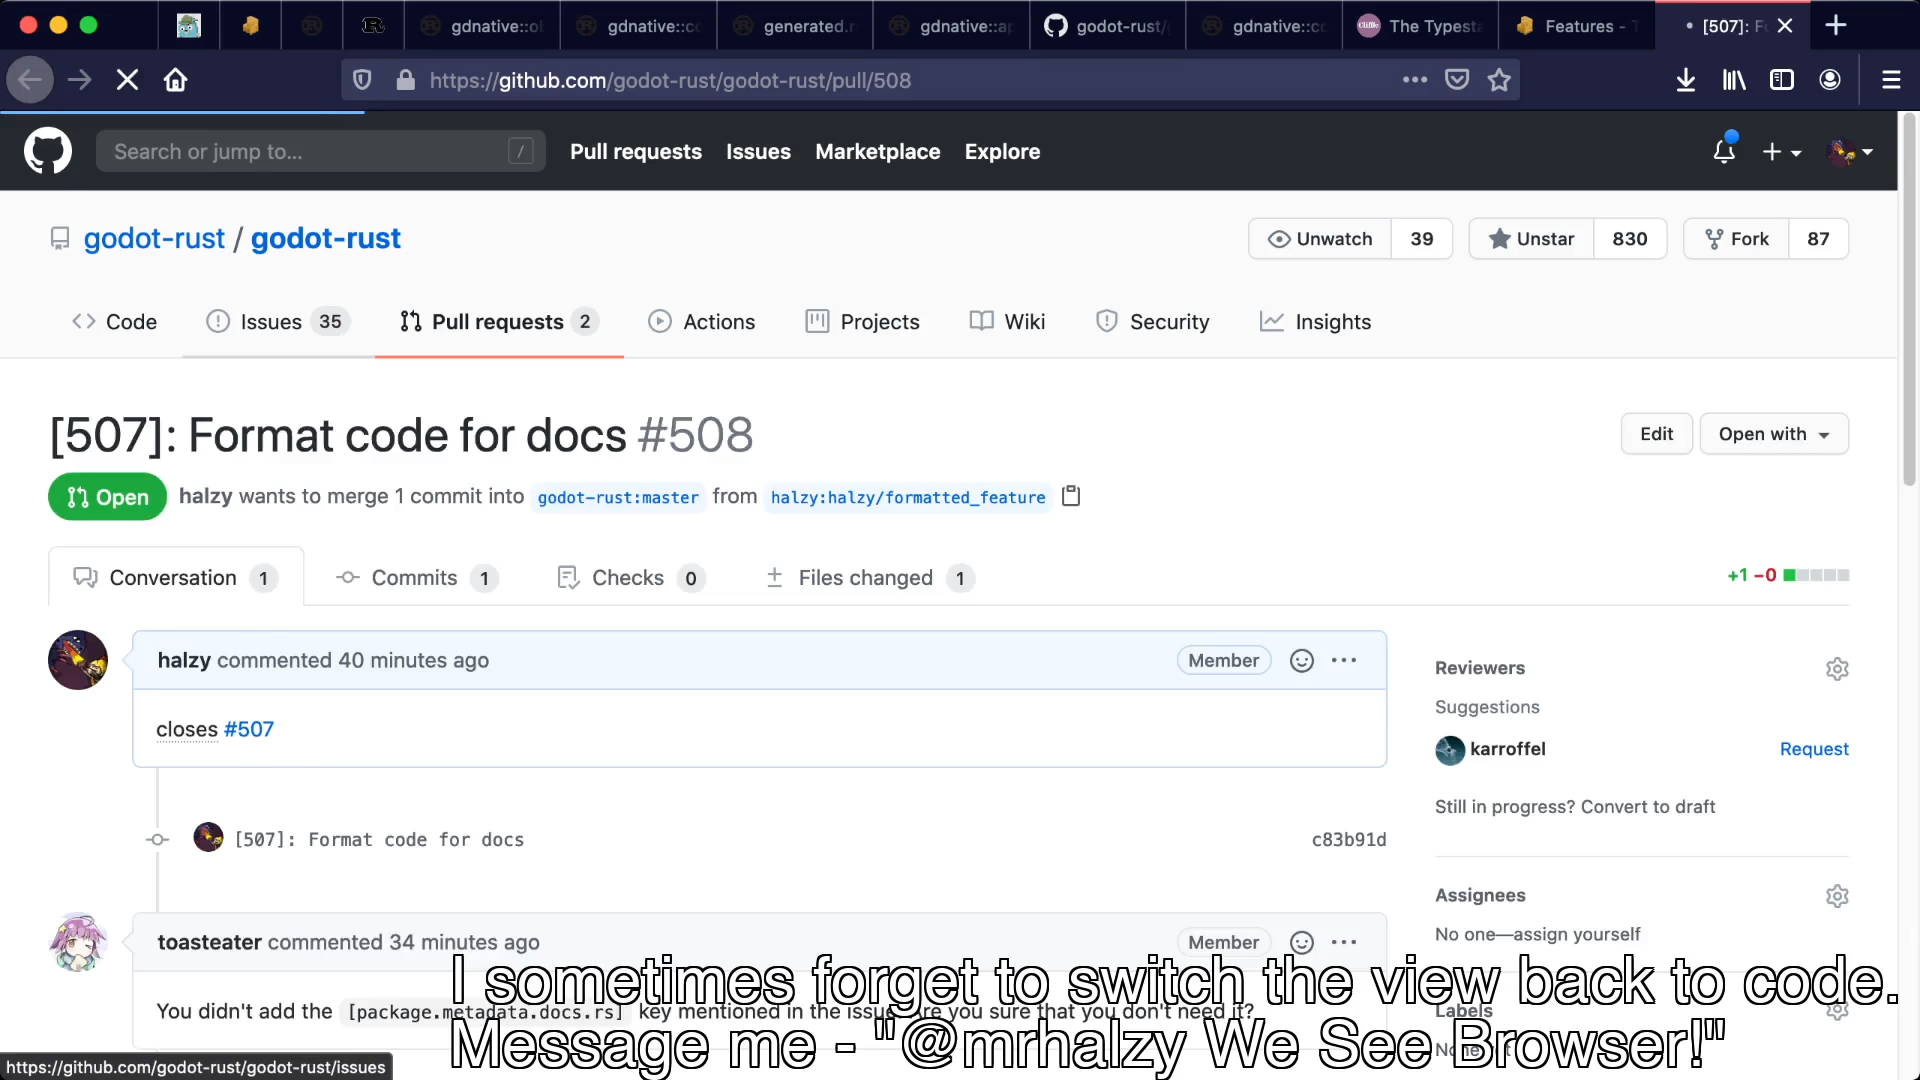 gdnative::ol
gdnative::co
generated.r
gdnative::ap
godot-rust/g
gdnative::cc
The Typesta
Features - T
• [507]: Fo
https://github.com/godot-rust/godot-rust/pull/508
Search or jump to...
/
Pull requests
Issues
Marketplace
Explore
godot-rust / godot-rust
Unwatch 39
Unstar 830
Fork 87
Code
Issues 35
Pull requests 2
Actions
Projects
Wiki
Security
Insights
[507]: Format code for docs #508
Edit
Open with
Open
halzy wants to merge 1 commit into godot-rust:master from halzy:halzy/formatted_feature
Conversation 1
Commits 1
Checks 0
Files changed 1
+1 −0
halzy commented 40 minutes ago
Member
closes #507
[507]: Format code for docs
c83b91d
toasteater commented 34 minutes ago
Member
You didn't add the [package.metadata.docs.rs] key mentioned in the issue. Are you sure that you don't need it?
Reviewers
Suggestions
karroffel
Request
Still in progress? Convert to draft
Assignees
No one—assign yourself
Labels
I sometimes forget to switch the view back to code.
Message me - "@mrhalzy We See Browser!"
https://github.com/godot-rust/godot-rust/issues